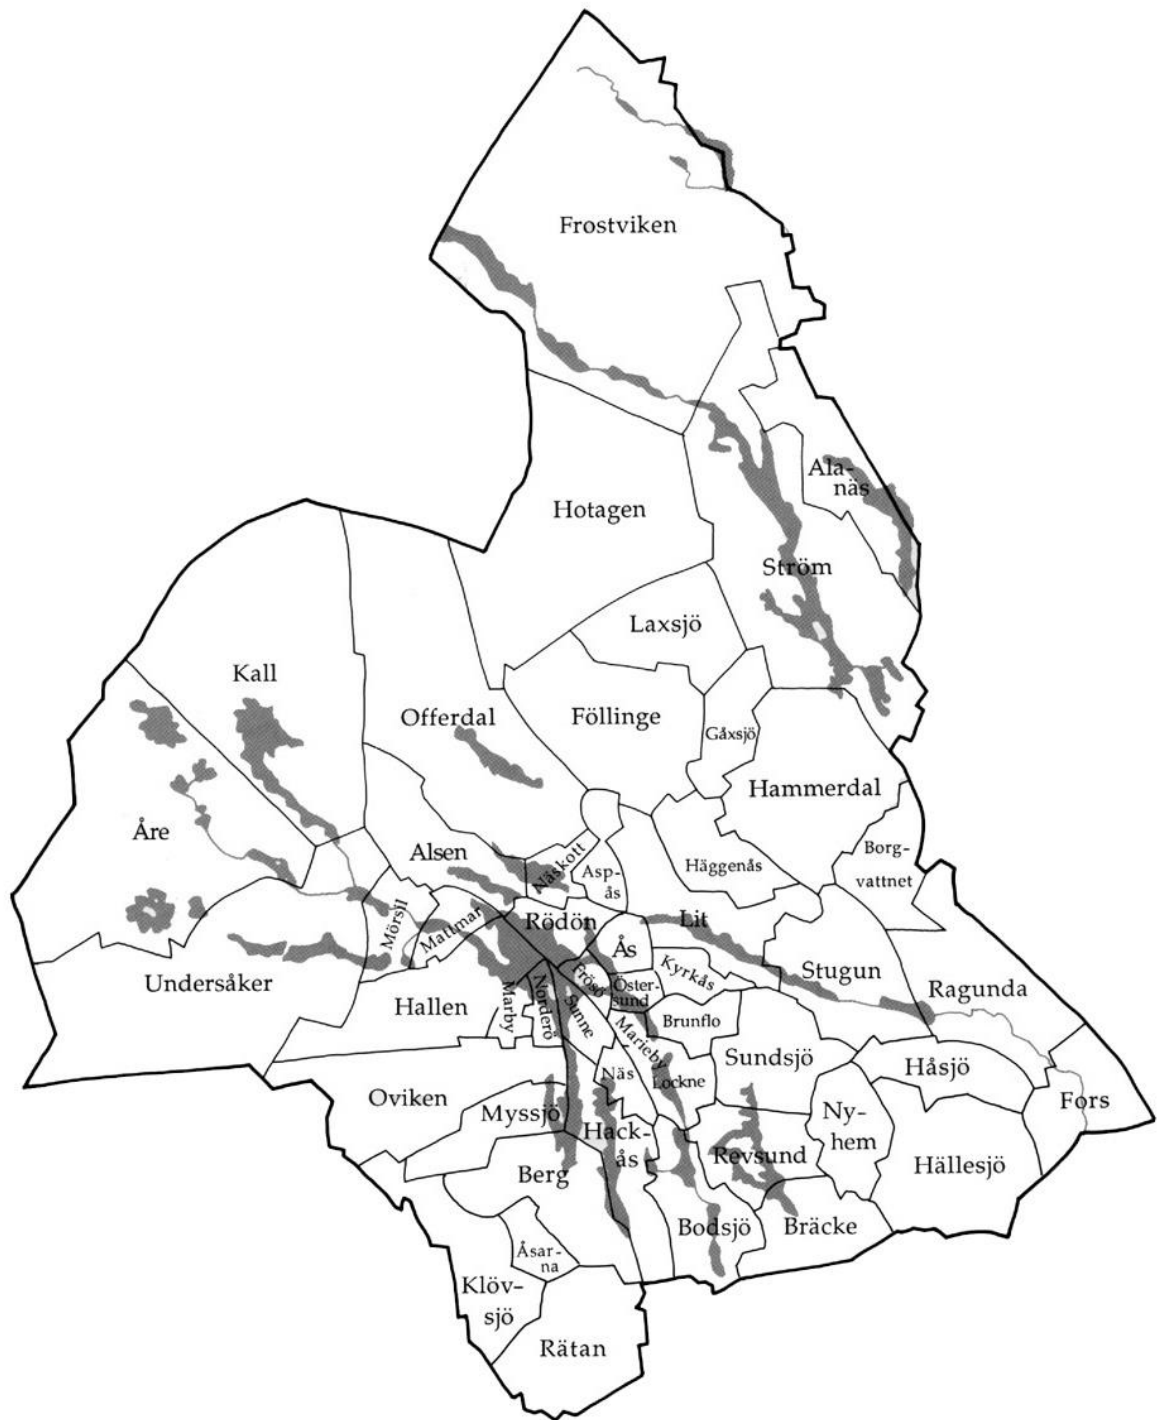 Frostviken
Ala-
näs
Hotagen
Ström
Laxsjö
Kall
Offerdal
Föllinge
Gåxsjö
Hammerdal
Åre
Alsen
Näskott
Asp-
ås
Häggenås
Borg-
vattnet
Mörsil
Mattmar
Rödön
Lit
Ås
Kyrkås
Stugun
Undersåker
Hallen
Marby
Norderö
Sunne
Frösö
Öster-
sund
Ragunda
Brunflo
Marieby
Sundsjö
Håsjö
Oviken
Myssjö
Näs
Lockne
Fors
Ny-
hem
Hack-
ås
Berg
Revsund
Hällesjö
Bodsjö
Bräcke
Åsar-
na
Klöv-
sjö
Rätan